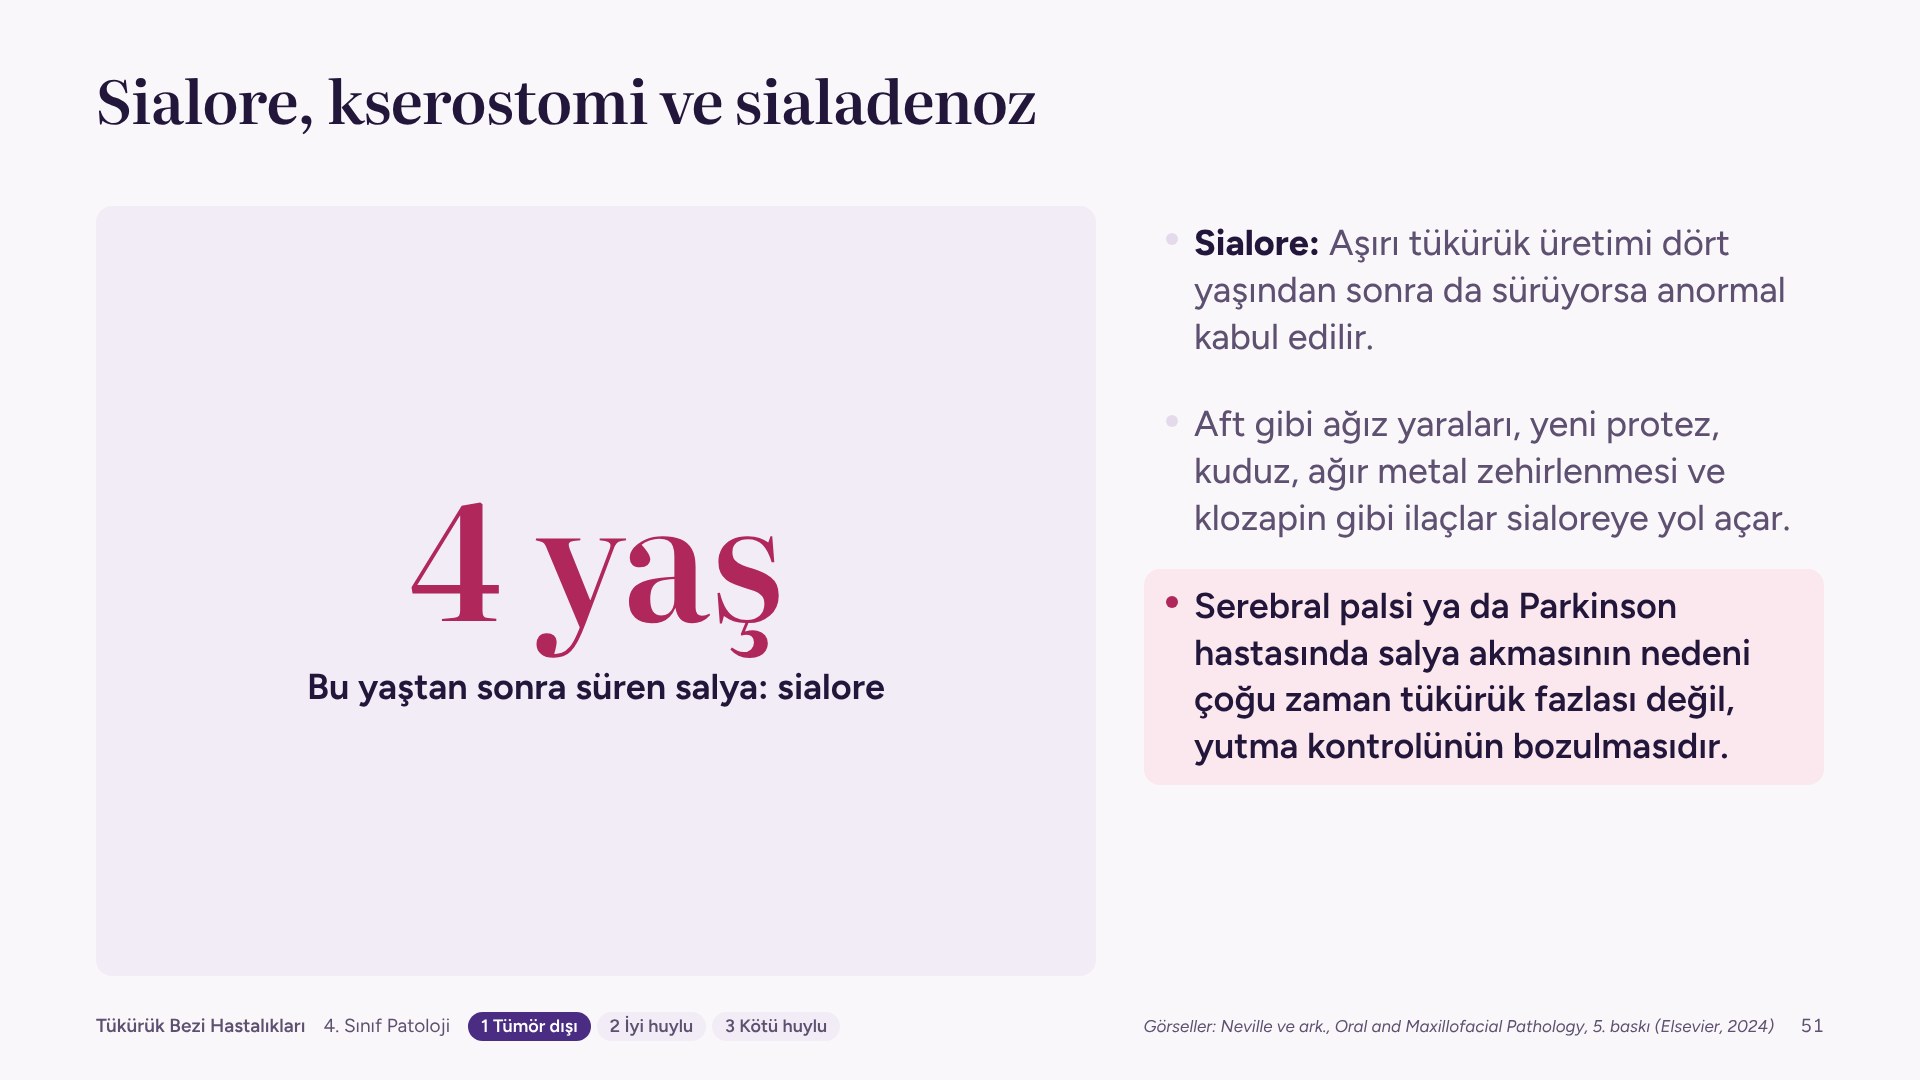 Sialore, kserostomi ve sialadenoz
4 yaş
Bu yaştan sonra süren salya: sialore
• Sialore: Aşırı tükürük üretimi dört
yaşından sonra da sürüyorsa anormal
kabul edilir.
• Aft gibi ağız yaraları, yeni protez,
kuduz, ağır metal zehirlenmesi ve
klozapin gibi ilaçlar sialoreye yol açar.
• Serebral palsi ya da Parkinson
hastasında salya akmasının nedeni
çoğu zaman tükürük fazlası değil,
yutma kontrolünün bozulmasıdır.
Tükürük Bezi Hastalıkları 4. Sınıf Patoloji 1 Tümör dışı 2 İyi huylu 3 Kötü huylu
Görseller: Neville ve ark., Oral and Maxillofacial Pathology, 5. baskı (Elsevier, 2024) 51